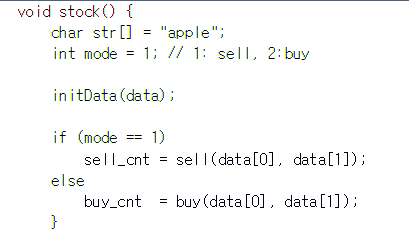 void stock() {
    char str[] = "apple";
    int mode = 1; // 1: sell, 2:buy

    initData(data);

    if (mode == 1)
        sell_cnt = sell(data[0], data[1]);
    else
        buy_cnt  = buy(data[0], data[1]);
    }